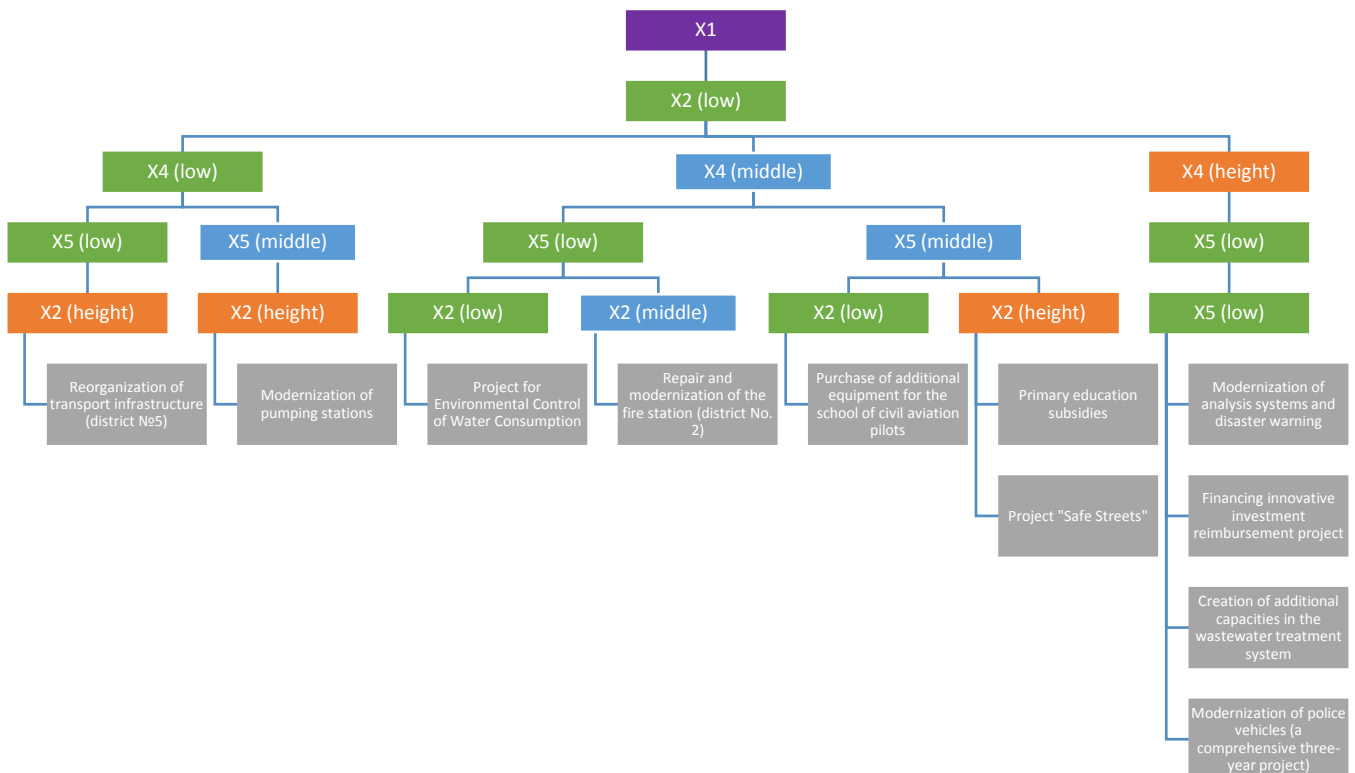 X1
X2 (low)
X4 (low)
X4 (middle)
X4 (height)
X5 (low)
X5 (middle)
X5 (low)
X5 (middle)
X5 (low)
X2 (height)
X2 (height)
X2 (low)
X2 (middle)
X2 (low)
X2 (height)
X5 (low)
Reorganization of
transport infrastructure
(district №5)
Modernization of
pumping stations
Project for
Environmental Control
of Water Consumption
Repair and
modernization of the
fire station (district No.
2)
Purchase of additional
equipment for the
school of civil aviation
pilots
Primary education
subsidies
Modernization of
analysis systems and
disaster warning
Project "Safe Streets"
Financing innovative
investment
reimbursement project
Creation of additional
capacities in the
wastewater treatment
system
Modernization of police
vehicles (a
comprehensive three-
year project)